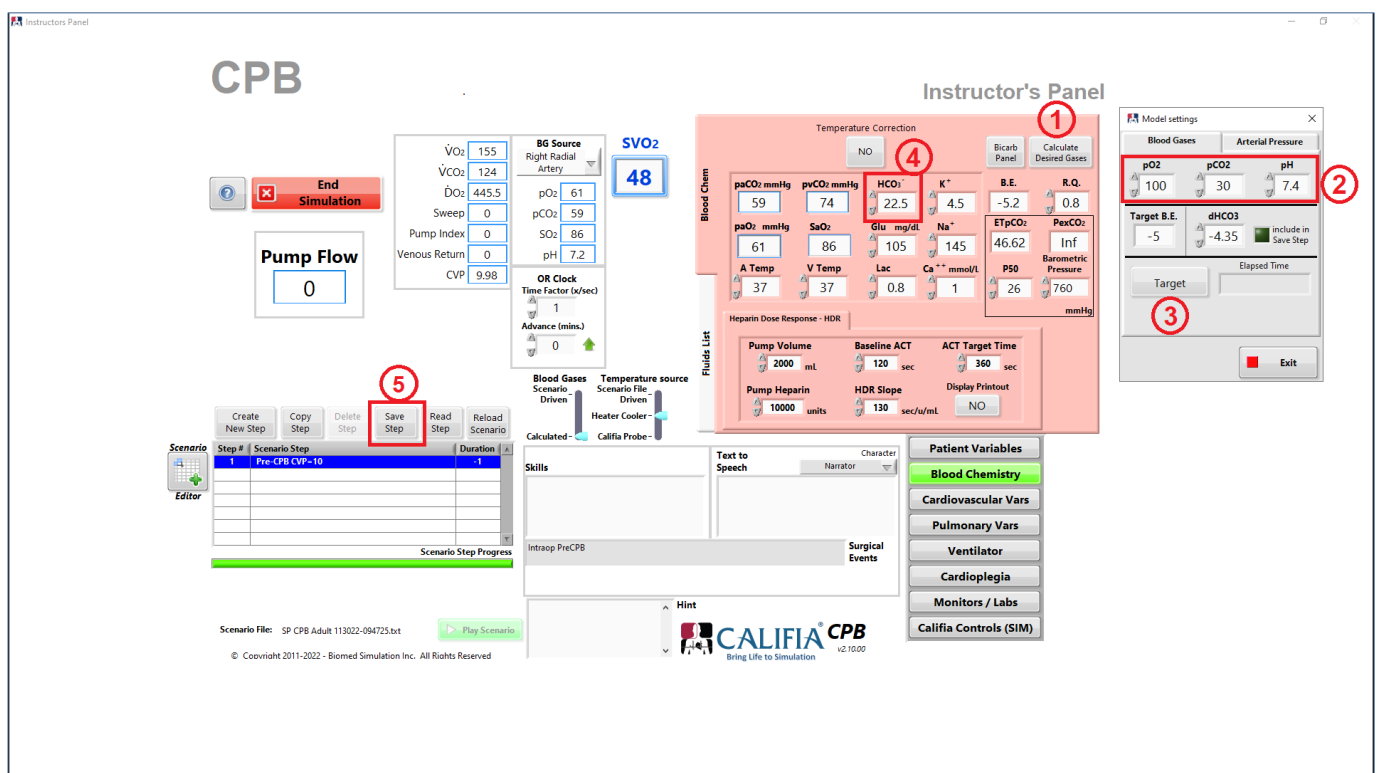 Instructors Panel
CPB
Instructor's Panel
End
Simulation
Pump Flow
0
V̇O₂ 155
V̇CO₂ 124
ḊO₂ 445.5
Sweep 0
Pump Index 0
Venous Return 0
CVP 9.98
BG Source
Right Radial
Artery
pO₂ 61
pCO₂ 59
SO₂ 86
pH 7.2
SVO₂
48
OR Clock
Time Factor (x/sec)
1
Advance (mins.)
0
Blood Gases
Scenario
Driven
Calculated
Temperature source
Scenario File
Driven
Heater Cooler
Califia Probe
Blood Chem
Fluids List
Temperature Correction
NO
4
Bicarb
Panel
1
Calculate
Desired Gases
paCO₂ mmHg pvCO₂ mmHg HCO₃⁻ K⁺ B.E. R.Q.
59 74 22.5 4.5 -5.2 0.8
paO₂ mmHg SaO₂ Glu mg/dL Na⁺ ETpCO₂ PexCO₂
61 86 105 145 46.62 Inf
A Temp V Temp Lac Ca⁺⁺ mmol/L P50 Barometric
Pressure
37 37 0.8 1 26 760
mmHg
Heparin Dose Response - HDR
Pump Volume Baseline ACT ACT Target Time
2000 mL 120 sec 360 sec
Pump Heparin HDR Slope Display Printout
10000 units 130 sec/u/mL NO
Model settings
Blood Gases Arterial Pressure
pO2 pCO2 pH
100 30 7.4
2
Target B.E. dHCO3
-5 -4.35 include in
Save Step
Elapsed Time
Target
3
Exit
5
Create
New Step
Copy
Step
Delete
Step
Save
Step
Read
Step
Reload
Scenario
Scenario
Editor
Step # Scenario Step Duration
1 Pre-CPB CVP~10 -1
Scenario Step Progress
Skills
Text to
Speech
Character
Narrator
Intraop PreCPB
Surgical
Events
Hint
Patient Variables
Blood Chemistry
Cardiovascular Vars
Pulmonary Vars
Ventilator
Cardioplegia
Monitors / Labs
Califia Controls (SIM)
Scenario File: SP CPB Adult 113022-094725.txt
Play Scenario
© Copyright 2011-2022 - Biomed Simulation Inc. All Rights Reserved
CALIFIA® CPB
Bring Life to Simulation
v2.10.00